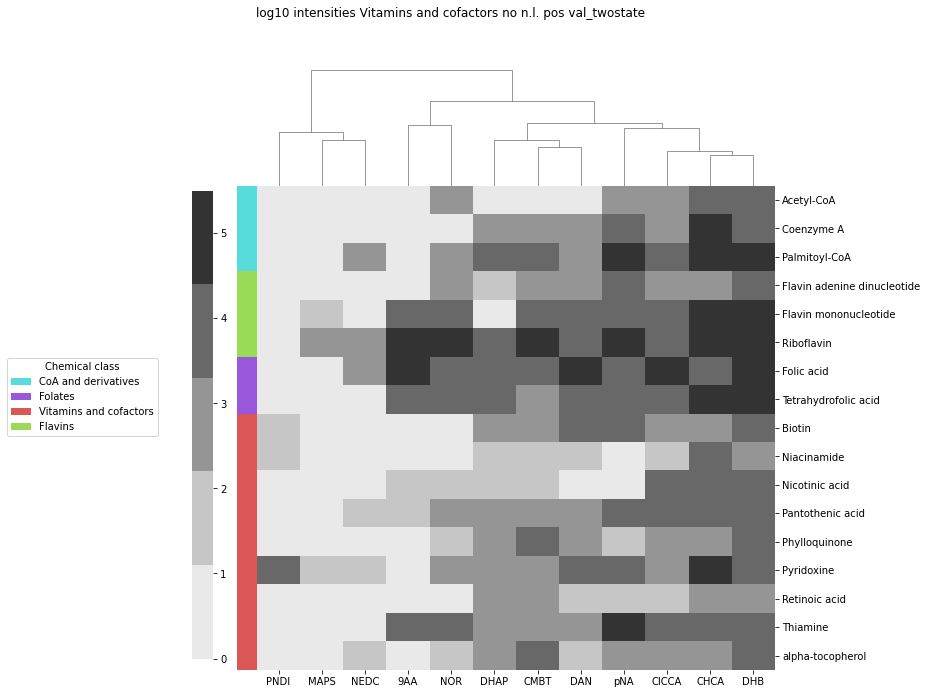 log10 intensities Vitamins and cofactors no n.l. pos val_twostate
5
4
3
2
1
0
Chemical class
CoA and derivatives
Folates
Vitamins and cofactors
Flavins
Acetyl-CoA
Coenzyme A
Palmitoyl-CoA
Flavin adenine dinucleotide
Flavin mononucleotide
Riboflavin
Folic acid
Tetrahydrofolic acid
Biotin
Niacinamide
Nicotinic acid
Pantothenic acid
Phylloquinone
Pyridoxine
Retinoic acid
Thiamine
alpha-tocopherol
PNDI MAPS NEDC 9AA NOR DHAP CMBT DAN pNA ClCCA CHCA DHB